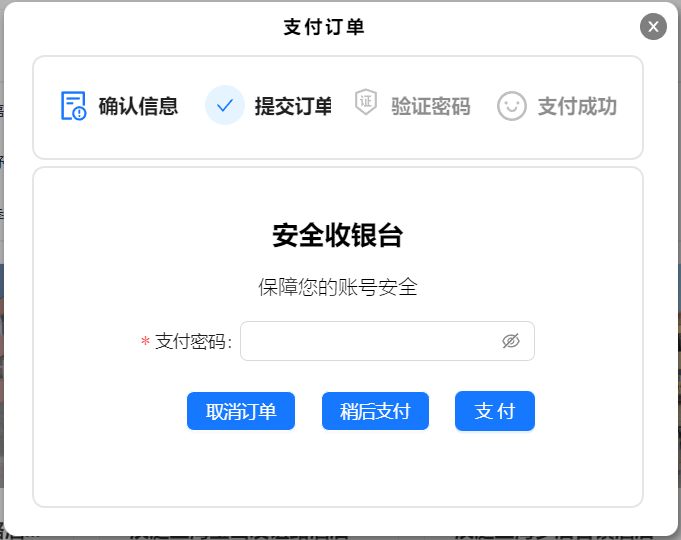 支付订单
确认信息 提交订单 证 验证密码 支付成功
安全收银台
保障您的账号安全
* 支付密码:
取消订单 稍后支付 支付